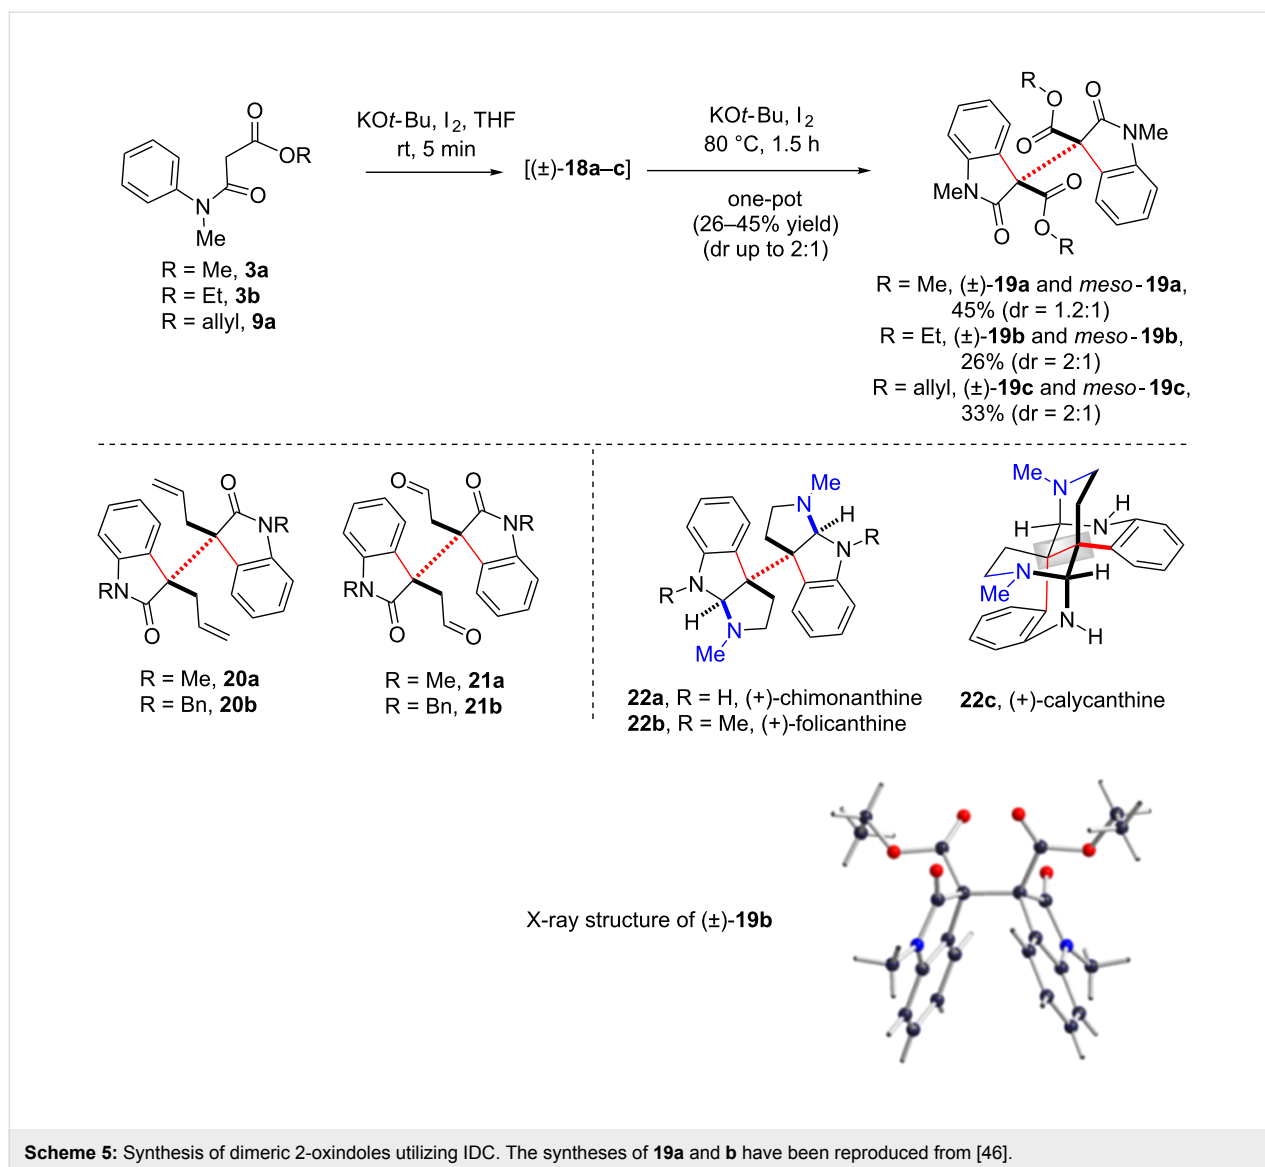 O
OR
O
N
Me
R = Me, 3a
R = Et, 3b
R = allyl, 9a
KOt-Bu, I2, THF
rt, 5 min
[(±)-18a–c]
KOt-Bu, I2
80 °C, 1.5 h
one-pot
(26–45% yield)
(dr up to 2:1)
R
O
O
O
NMe
MeN
O
O
O
R
R = Me, (±)-19a and meso-19a,
45% (dr = 1.2:1)
R = Et, (±)-19b and meso-19b,
26% (dr = 2:1)
R = allyl, (±)-19c and meso-19c,
33% (dr = 2:1)
O
NR
RN
O
R = Me, 20a
R = Bn, 20b
O
O
NR
RN
O
O
R = Me, 21a
R = Bn, 21b
Me
N
H
N
R
N
R
H
N
Me
22a, R = H, (+)-chimonanthine
22b, R = Me, (+)-folicanthine
Me
N
H
H
N
N
H
Me
N
H
22c, (+)-calycanthine
X-ray structure of (±)-19b
Scheme 5: Synthesis of dimeric 2-oxindoles utilizing IDC. The syntheses of 19a and b have been reproduced from [46].